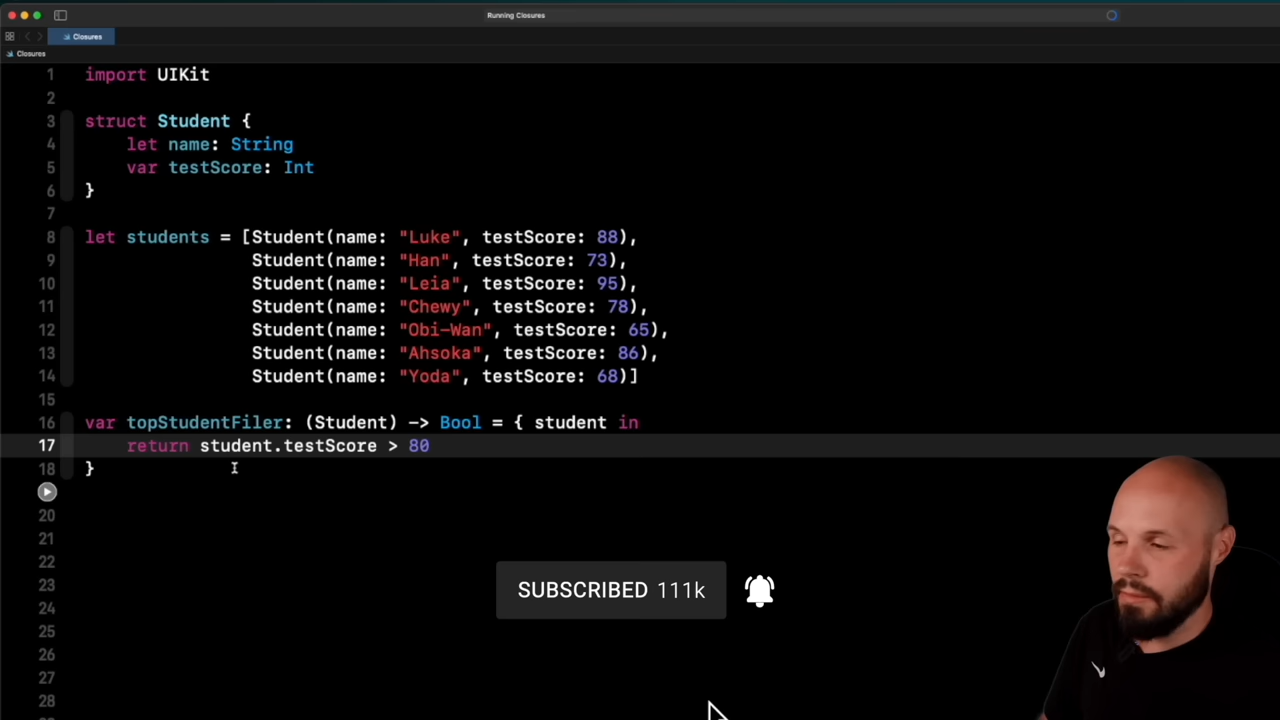 Running Closures
Closures
Closures
1 import UIKit
2
3 struct Student {
4     let name: String
5     var testScore: Int
6 }
7
8 let students = [Student(name: "Luke", testScore: 88),
9                 Student(name: "Han", testScore: 73),
10                 Student(name: "Leia", testScore: 95),
11                 Student(name: "Chewy", testScore: 78),
12                 Student(name: "Obi-Wan", testScore: 65),
13                 Student(name: "Ahsoka", testScore: 86),
14                 Student(name: "Yoda", testScore: 68)]
15
16 var topStudentFiler: (Student) -> Bool = { student in
17     return student.testScore > 80
18 }
20
21
22
23
24
25
26
27
28
SUBSCRIBED 111k